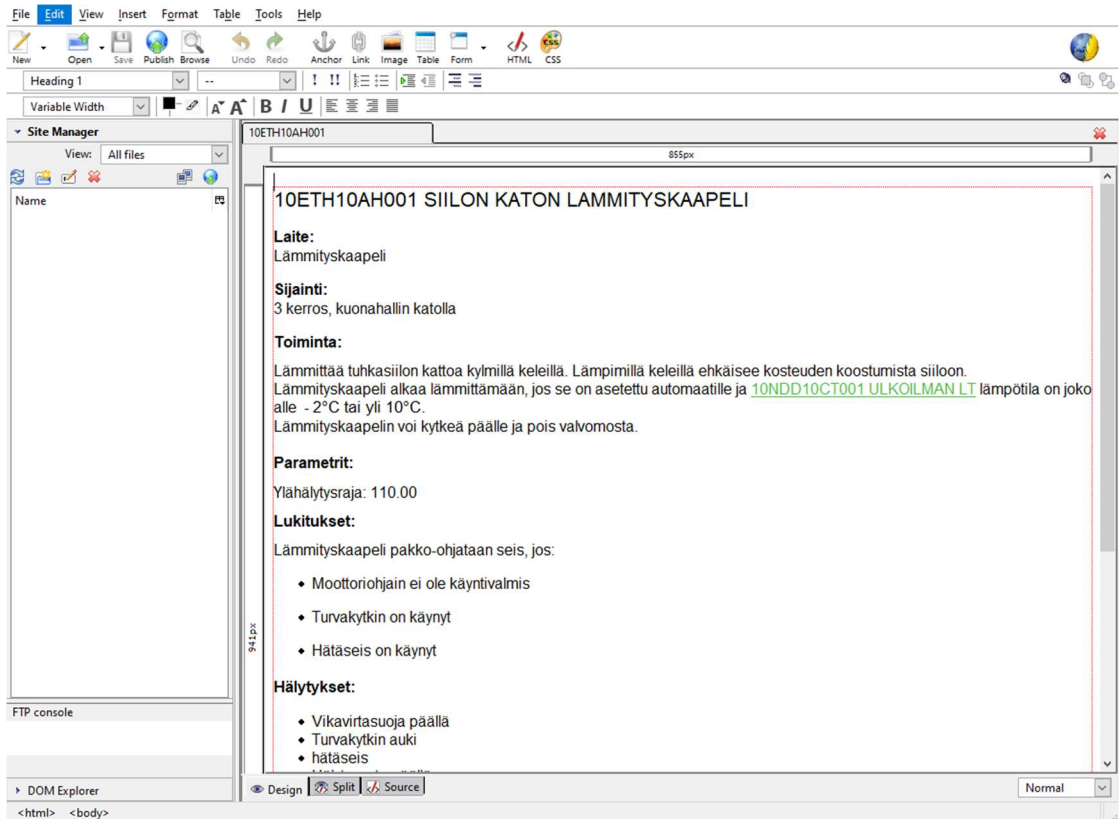 File Edit View Insert Format Table Tools Help
New Open Save Publish Browse Undo Redo Anchor Link Image Table Form HTML CSS
Heading 1 --
! !!
Variable Width A A B I U
Site Manager
View: All files
Name
10ETH10AH001
855px
941px
10ETH10AH001 SIILON KATON LAMMITYSKAAPELI
Laite:
Lämmityskaapeli
Sijainti:
3 kerros, kuonahallin katolla
Toiminta:
Lämmittää tuhkasiilon kattoa kylmillä keleillä. Lämpimillä keleillä ehkäisee kosteuden koostumista siiloon.
Lämmityskaapeli alkaa lämmittämään, jos se on asetettu automaatille ja 10NDD10CT001 ULKOILMAN LT lämpötila on joko
alle - 2°C tai yli 10°C.
Lämmityskaapelin voi kytkeä päälle ja pois valvomosta.
Parametrit:
Ylähälytysraja: 110.00
Lukitukset:
Lämmityskaapeli pakko-ohjataan seis, jos:
• Moottoriohjain ei ole käyntivalmis
• Turvakytkin on käynyt
• Hätäseis on käynyt
Hälytykset:
• Vikavirtasuoja päällä
• Turvakytkin auki
• hätäseis
FTP console
DOM Explorer
Design Split Source
Normal
<html> <body>